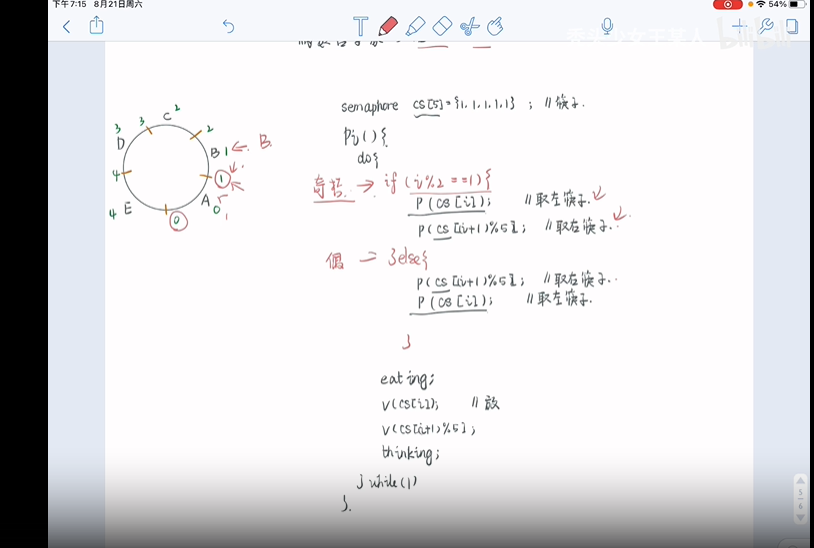 下午7:15 8月21日周六
54%
bilibili
semaphore cs[5]={1,1,1,1,1} ; //筷子.
Pi(){
do{
奇数 → if (i%2==1){
P(cs[i]); //取左筷子.
P(cs[(i+1)%5]; //取右筷子.
偶 = }else{
P(cs[(i+1)%5]; //取右筷子..
P(cs[i]); //取左筷子.
}
eating;
V(cs[i]); //放
V(cs[(i+1)%5];
thinking;
}while(1)
}.
C 2
3
3
D
2
B 1 ← B.
4
1
A 0
4 E
0
5
6